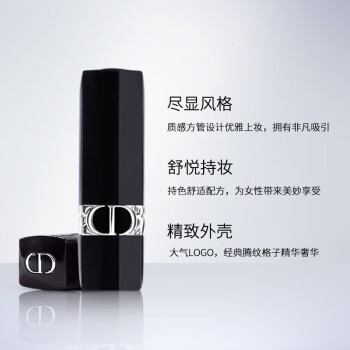 尽显风格
质感方管设计优雅上妆，拥有非凡吸引
舒悦持妆
持色舒适配方，为女性带来美妙享受
精致外壳
大气LOGO，经典腾纹格子精华奢华
CD
CD